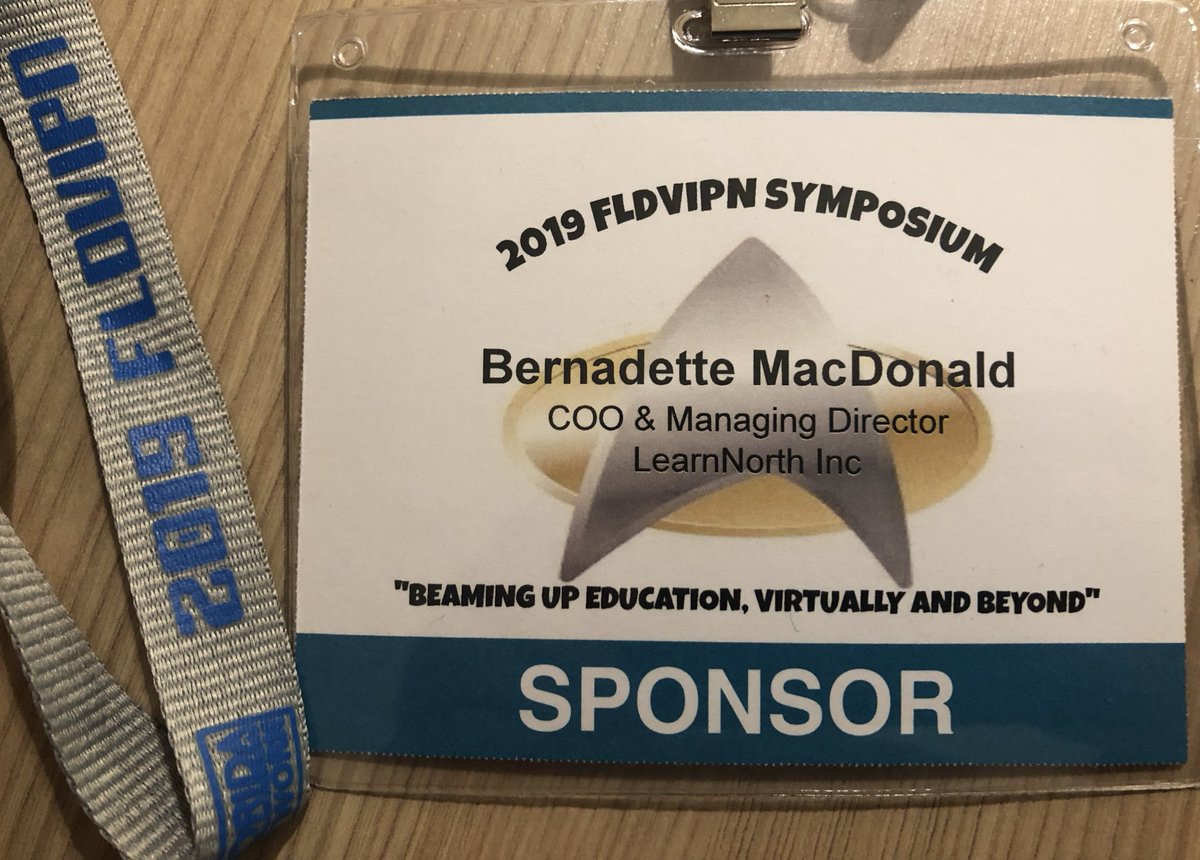 2019 FLDVIPN SYMPOSIUM
Bernadette MacDonald
COO & Managing Director
LearnNorth Inc
"BEAMING UP EDUCATION, VIRTUALLY AND BEYOND"
SPONSOR
2019 FLDVIPN